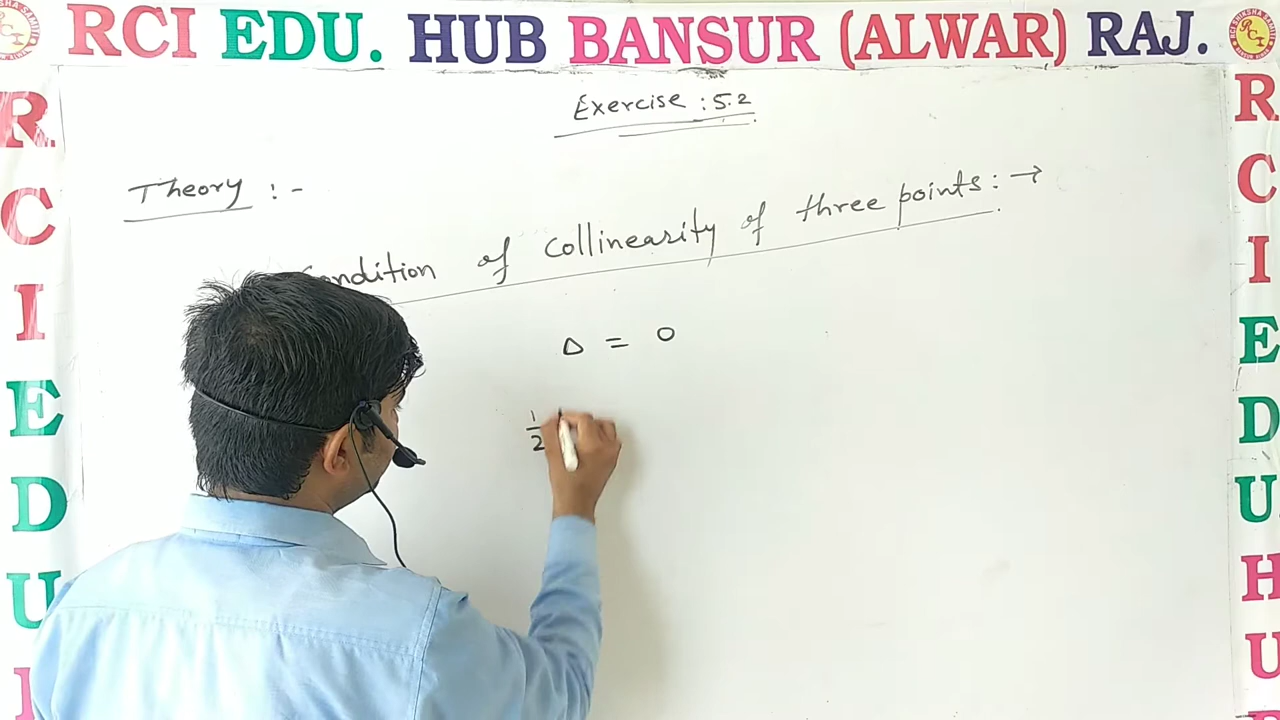 RCI EDU. HUB BANSUR (ALWAR) RAJ.
Exercise : 5.2
Theory : -
Condition of Collinearity of three points : →
Δ = 0
1/2
R
C
I
E
D
U
R
C
I
E
D
U
H
U